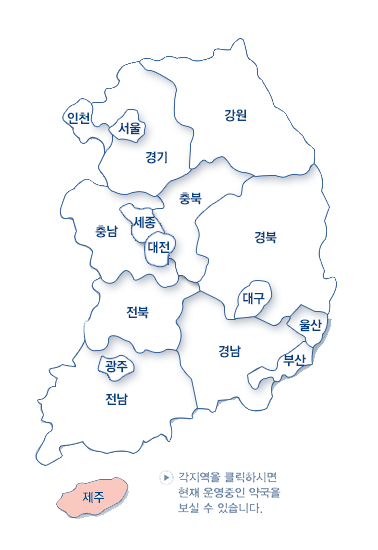 강원
인천
서울
경기
충북
세종
충남
경북
대전
대구
전북
울산
경남
부산
광주
전남
제주
각지역을 클릭하시면
현재 운영중인 약국을
보실 수 있습니다.